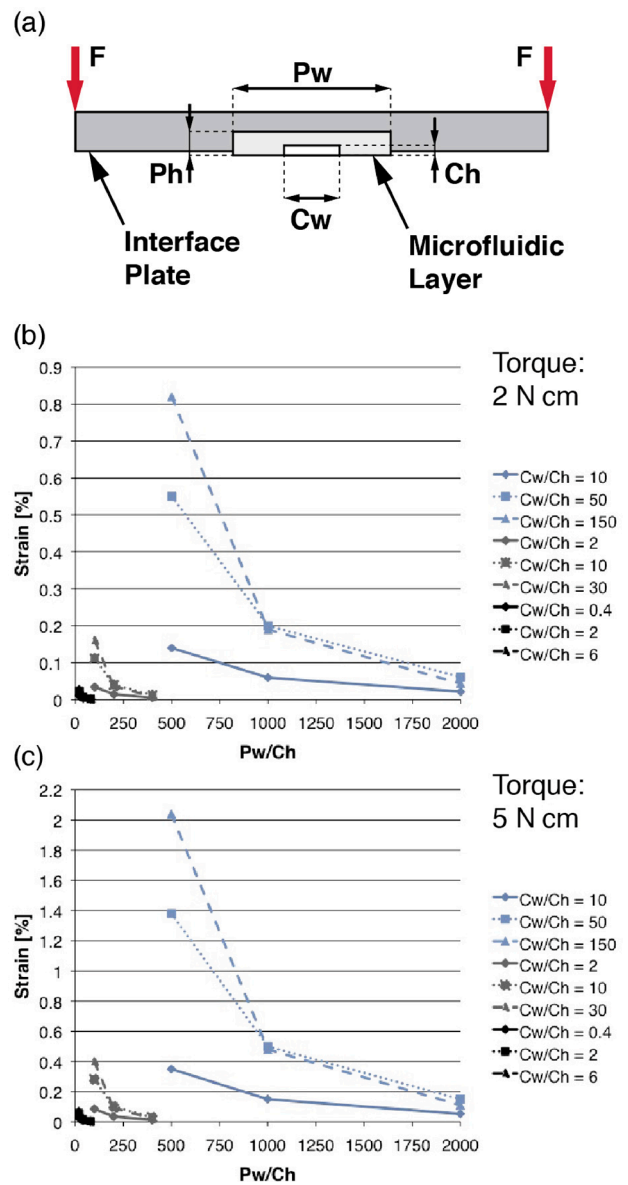 (a)
F
F
Pw
Ph
Ch
Cw
Interface
Plate
Microfluidic
Layer
(b)
Torque:
2 N cm
0.9
0.8
0.7
0.6
0.5
0.4
0.3
0.2
0.1
0
Strain [%]
0 250 500 750 1000 1250 1500 1750 2000
Pw/Ch
Cw/Ch = 10
Cw/Ch = 50
Cw/Ch = 150
Cw/Ch = 2
Cw/Ch = 10
Cw/Ch = 30
Cw/Ch = 0.4
Cw/Ch = 2
Cw/Ch = 6
(c)
Torque:
5 N cm
2.2
2
1.8
1.6
1.4
1.2
1
0.8
0.6
0.4
0.2
0
Strain [%]
0 250 500 750 1000 1250 1500 1750 2000
Pw/Ch
Cw/Ch = 10
Cw/Ch = 50
Cw/Ch = 150
Cw/Ch = 2
Cw/Ch = 10
Cw/Ch = 30
Cw/Ch = 0.4
Cw/Ch = 2
Cw/Ch = 6